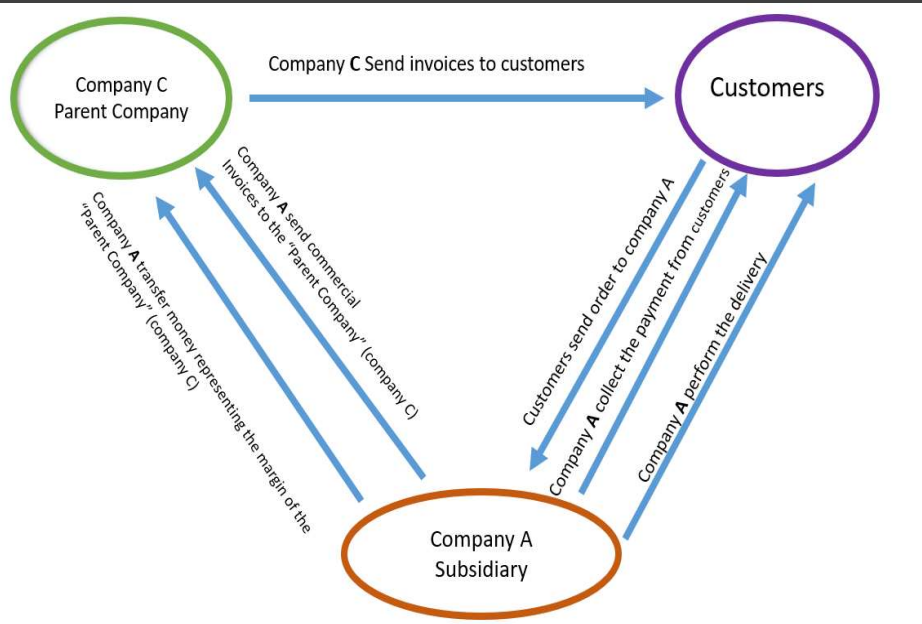 Company C
Parent Company
Company C Send invoices to customers
Customers
Company A send commercial
Invoices to the “Parent Company” (company C)
Company A transfer money representing the margin of the
“Parent Company” (company C)
Customers send order to company A
Company A collect the payment from customers
Company A perform the delivery
Company A
Subsidiary